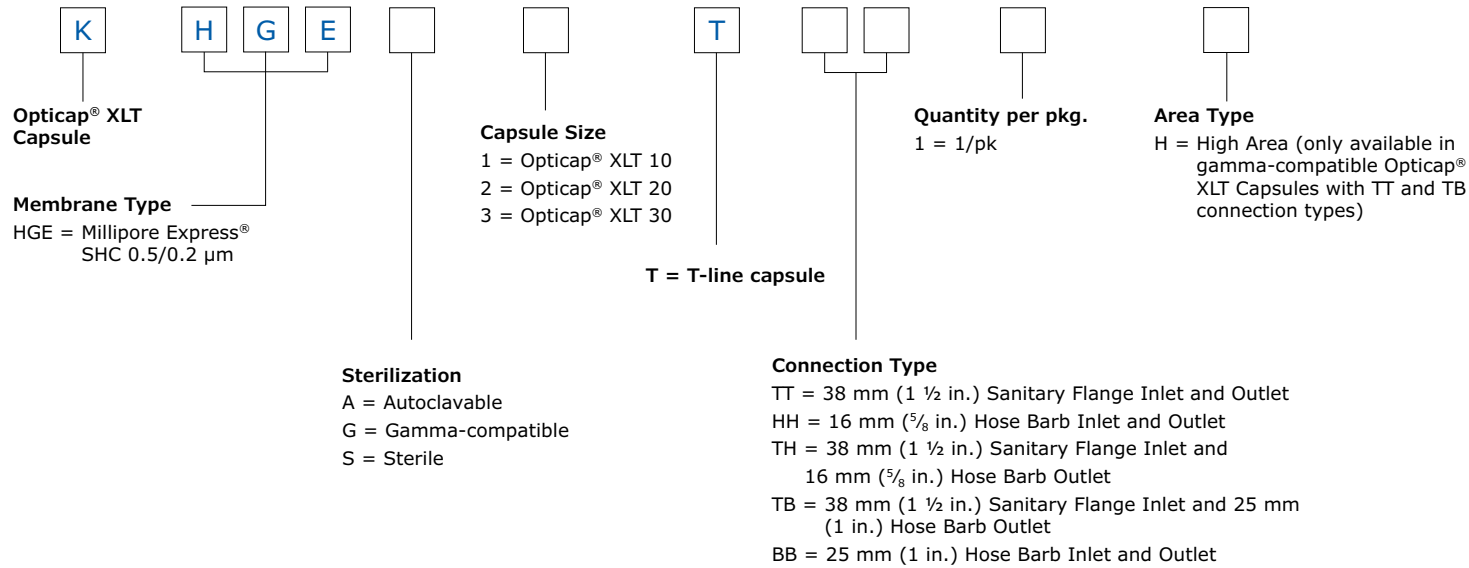 K H G E T
Opticap® XLT
Capsule
Membrane Type
HGE = Millipore Express®
SHC 0.5/0.2 µm
Sterilization
A = Autoclavable
G = Gamma-compatible
S = Sterile
Capsule Size
1 = Opticap® XLT 10
2 = Opticap® XLT 20
3 = Opticap® XLT 30
T = T-line capsule
Connection Type
TT = 38 mm (1 ½ in.) Sanitary Flange Inlet and Outlet
HH = 16 mm (⅝ in.) Hose Barb Inlet and Outlet
TH = 38 mm (1 ½ in.) Sanitary Flange Inlet and
16 mm (⅝ in.) Hose Barb Outlet
TB = 38 mm (1 ½ in.) Sanitary Flange Inlet and 25 mm
(1 in.) Hose Barb Outlet
BB = 25 mm (1 in.) Hose Barb Inlet and Outlet
Quantity per pkg.
1 = 1/pk
Area Type
H = High Area (only available in
gamma-compatible Opticap®
XLT Capsules with TT and TB
connection types)